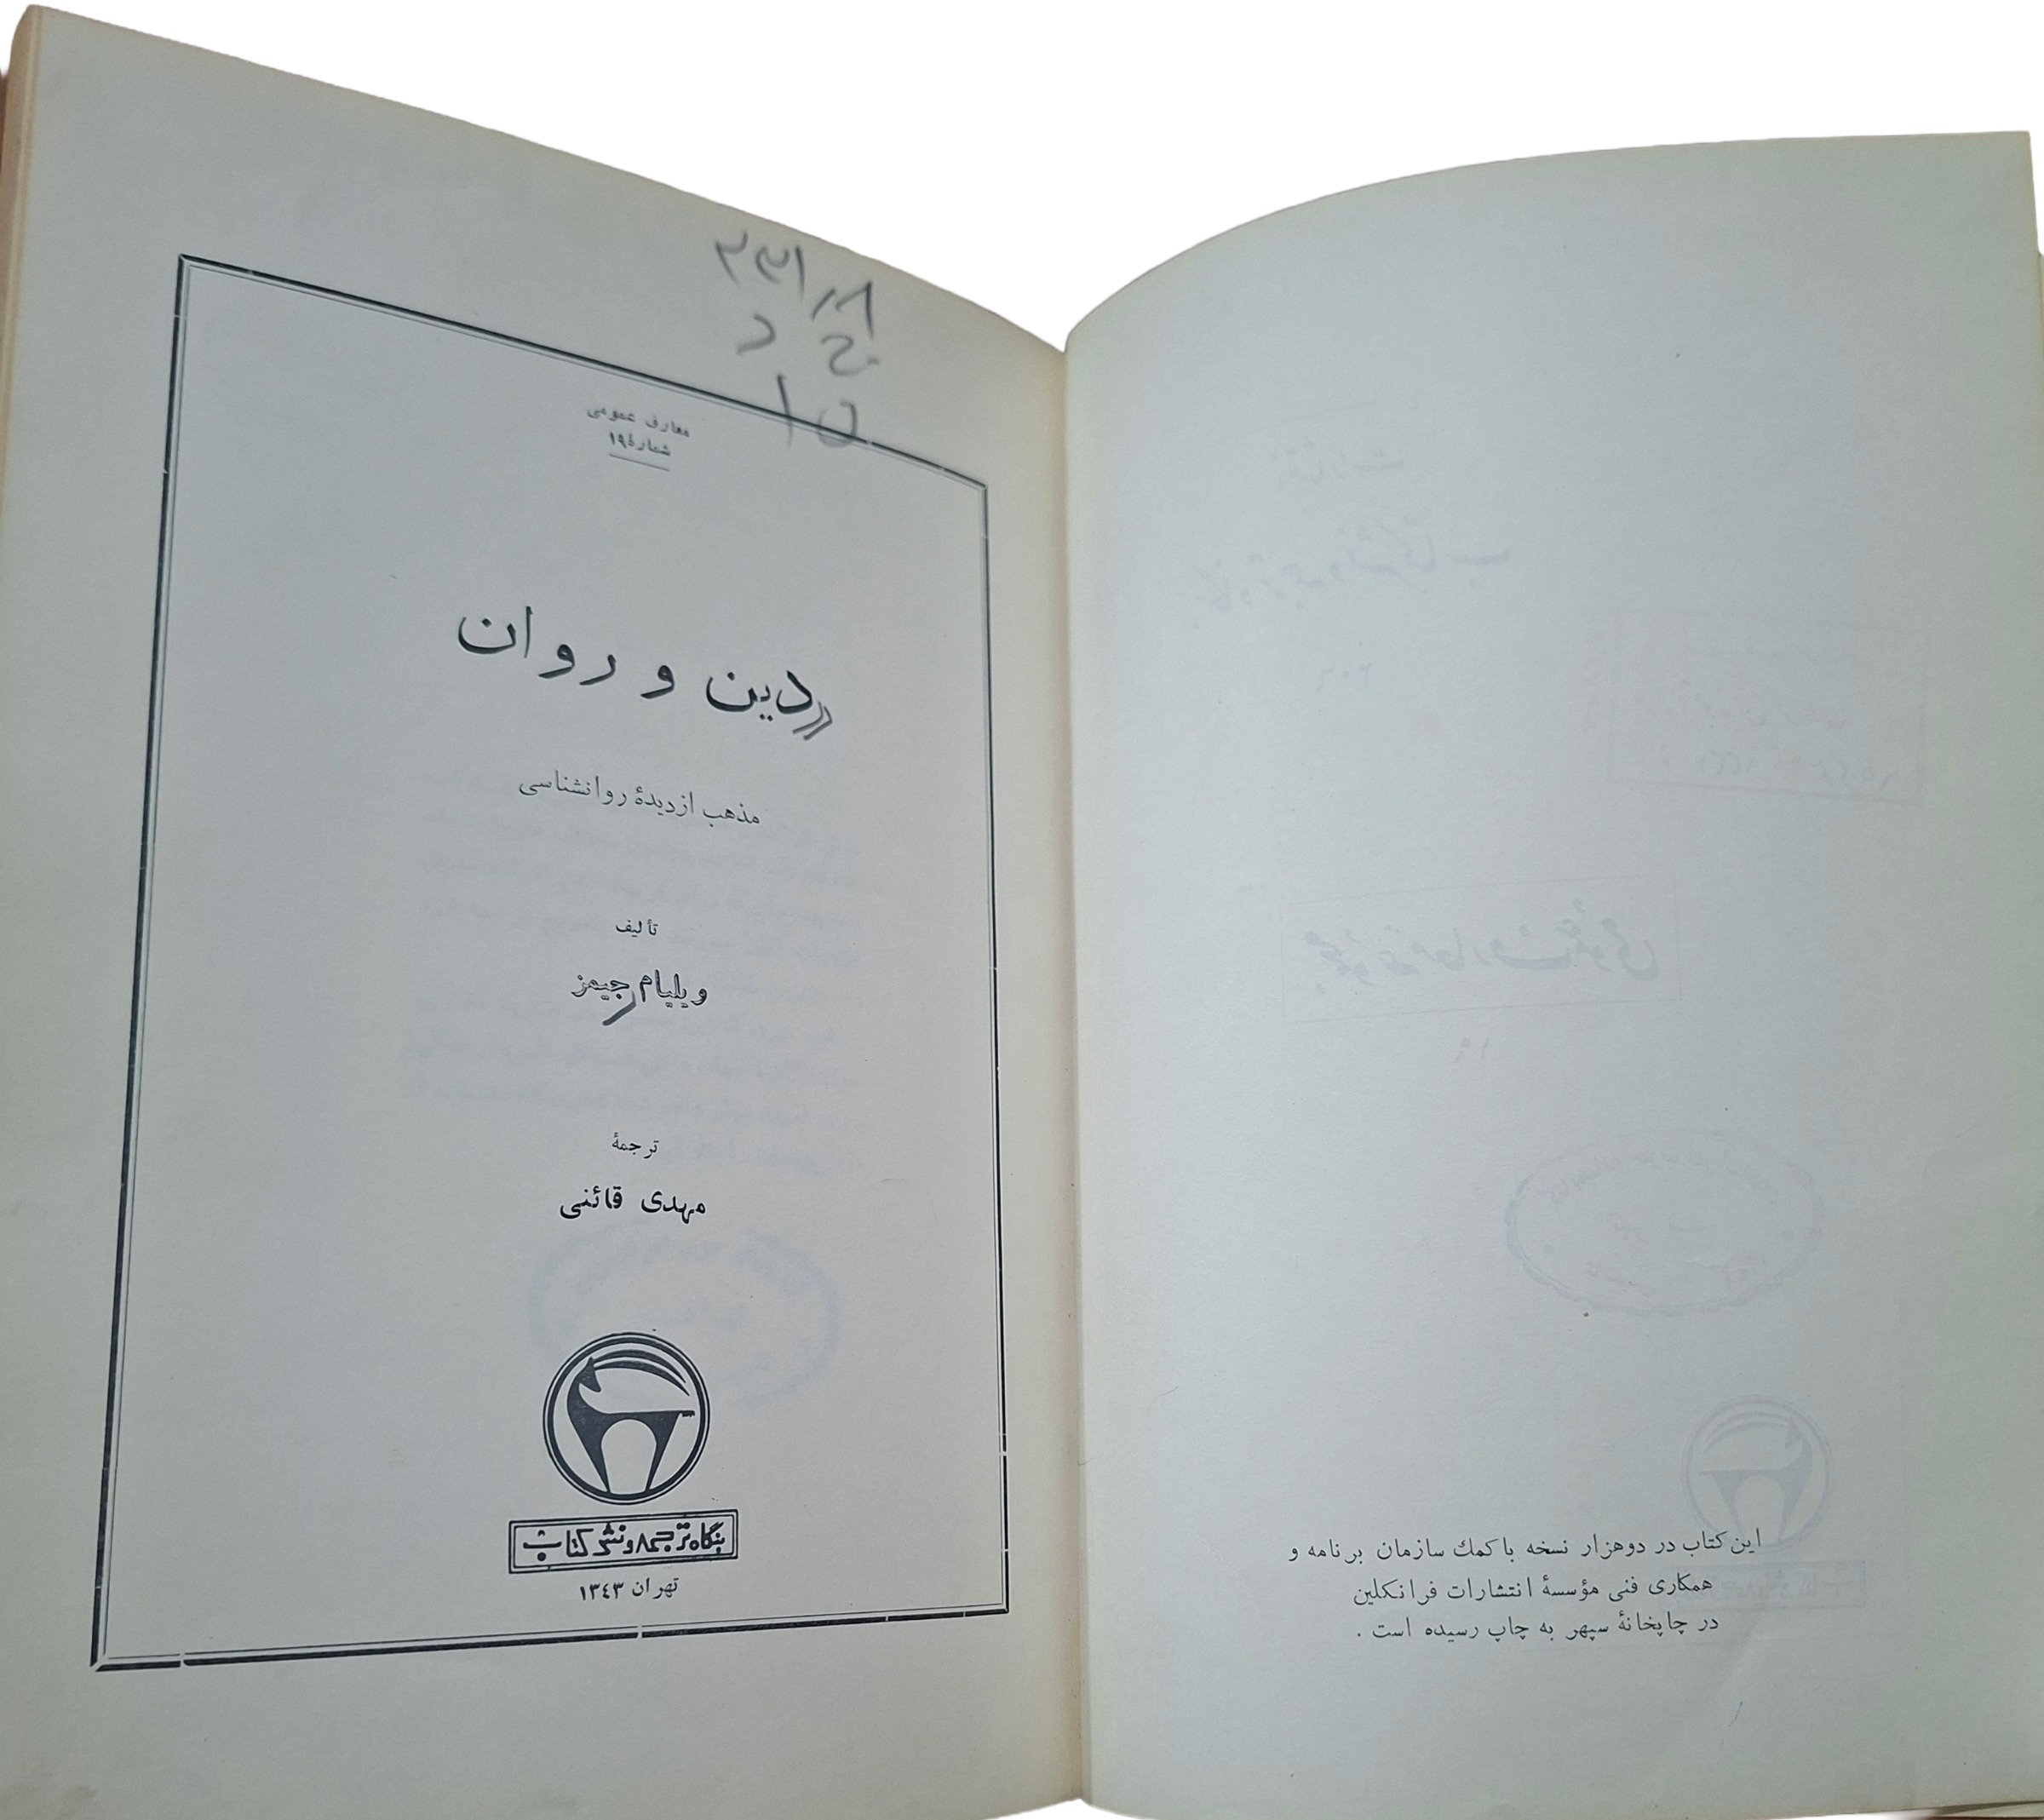 این کتاب در دوهزار نسخه با کمك سازمان برنامه و
همکاری فنی مؤسسهٔ انتشارات فرانکلین
در چاپخانهٔ سپهر به چاپ رسیده است .
معارف عمومی
شمارهٔ ۱۹
دین و روان
مذهب از دیدهٔ روانشناسی
تألیف
ویلیام جیمز
ترجمهٔ
مهدی قائنی
بنگاه ترجمه و نشر کتاب
تهران ۱۳۴۳